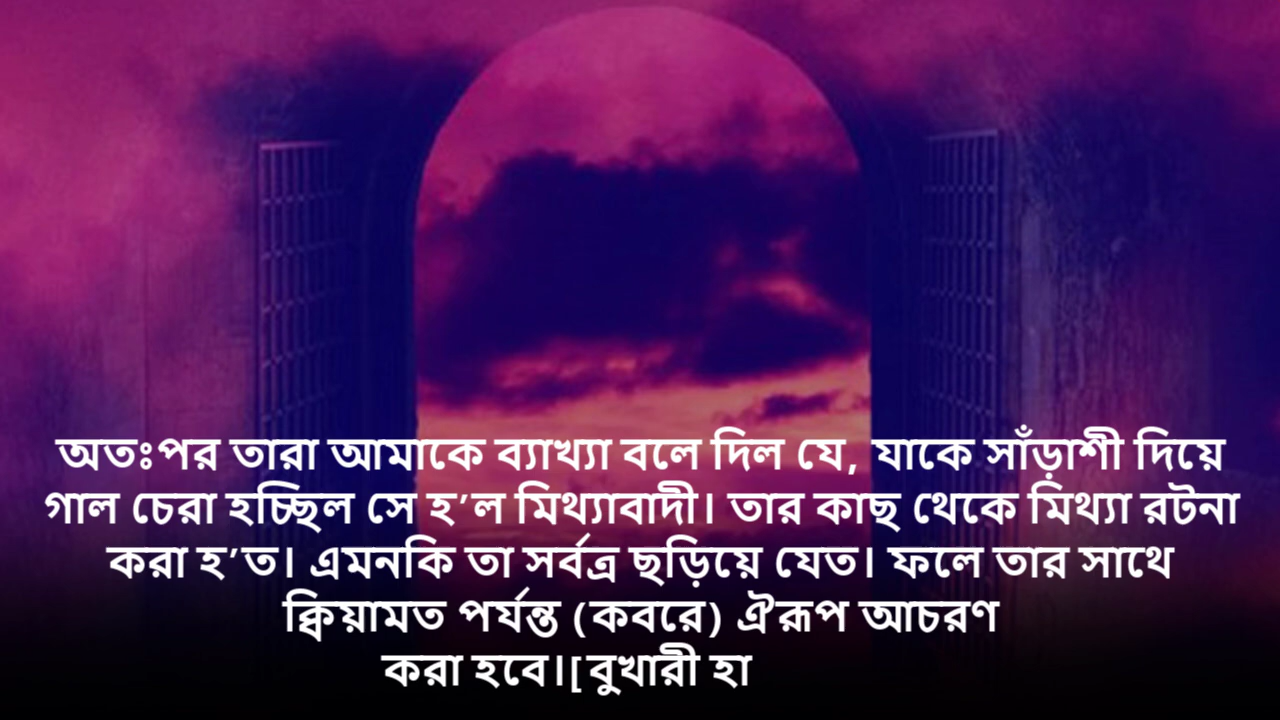 অতঃপর তারা আমাকে ব্যাখ্যা বলে দিল যে, যাকে সাঁড়াশী দিয়ে
গাল চেরা হচ্ছিল সে হ’ল মিথ্যাবাদী। তার কাছ থেকে মিথ্যা রটনা
করা হ’ত। এমনকি তা সর্বত্র ছড়িয়ে যেত। ফলে তার সাথে
ক্বিয়ামত পর্যন্ত (কবরে) ঐরূপ আচরণ
করা হবে।[বুখারী হা